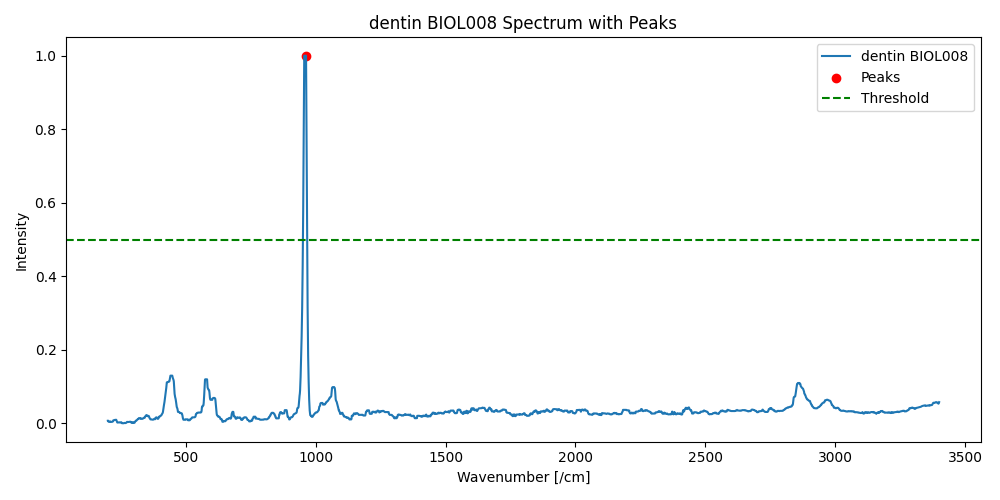 dentin BIOL008 Spectrum with Peaks
dentin BIOL008
Peaks
Threshold
Intensity
1.0
0.8
0.6
0.4
0.2
0.0
500 1000 1500 2000 2500 3000 3500
Wavenumber [/cm]